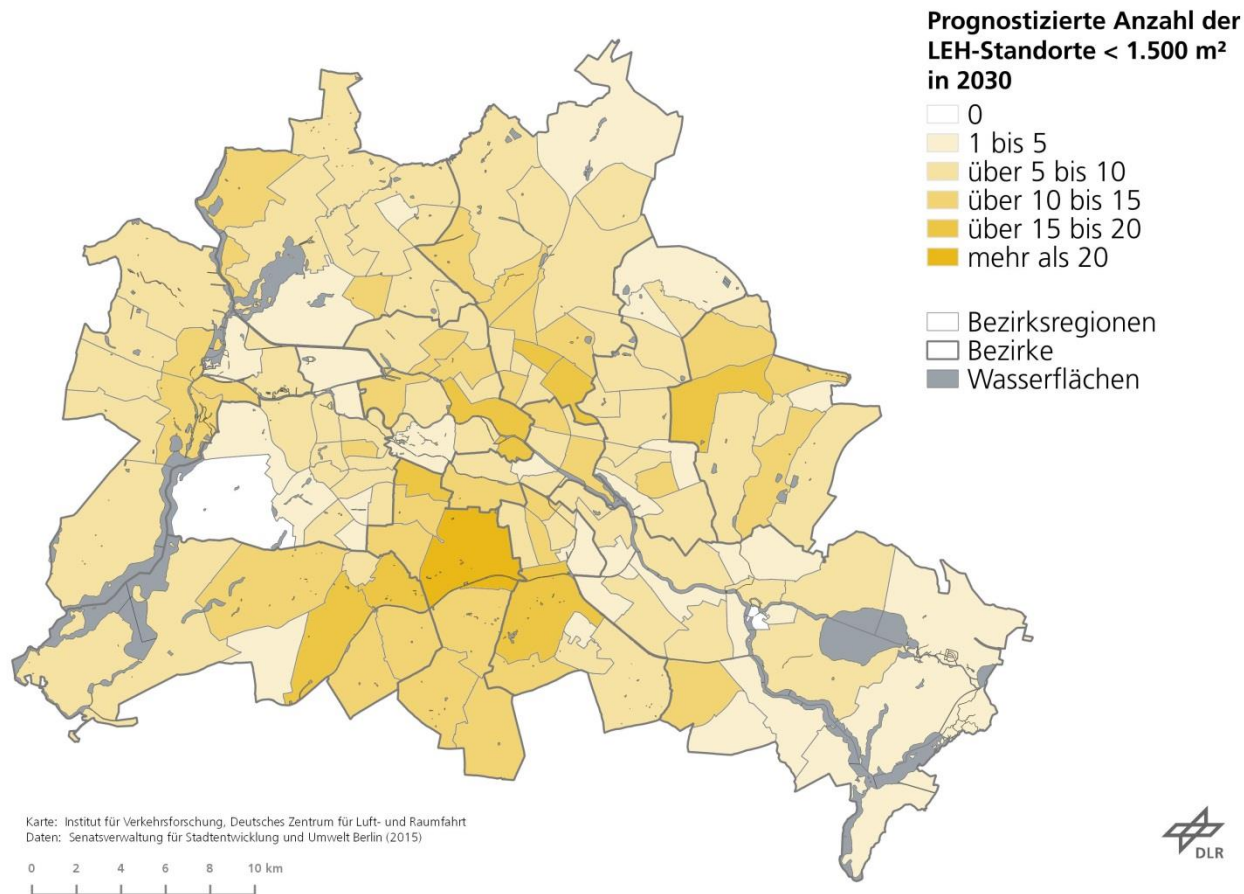 Prognostizierte Anzahl der
LEH-Standorte < 1.500 m²
in 2030
0
1 bis 5
über 5 bis 10
über 10 bis 15
über 15 bis 20
mehr als 20
Bezirksregionen
Bezirke
Wasserflächen
Karte: Institut für Verkehrsforschung, Deutsches Zentrum für Luft- und Raumfahrt
Daten: Senatsverwaltung für Stadtentwicklung und Umwelt Berlin (2015)
0 2 4 6 8 10 km
DLR